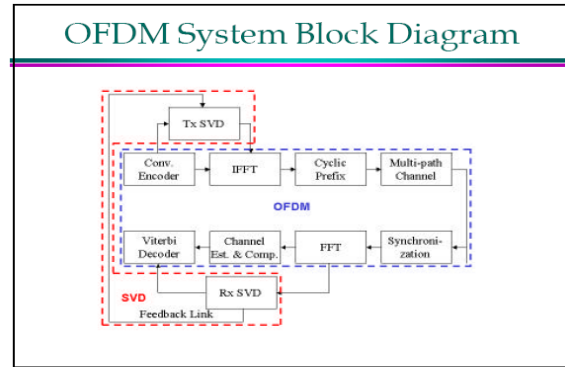 OFDM System Block Diagram
Tx SVD
Conv.
Encoder
IFFT
Cyclic
Prefix
Multi-path
Channel
OFDM
Viterbi
Decoder
Channel
Est. & Comp.
FFT
Synchroni-
zation
SVD
Rx SVD
Feedback Link